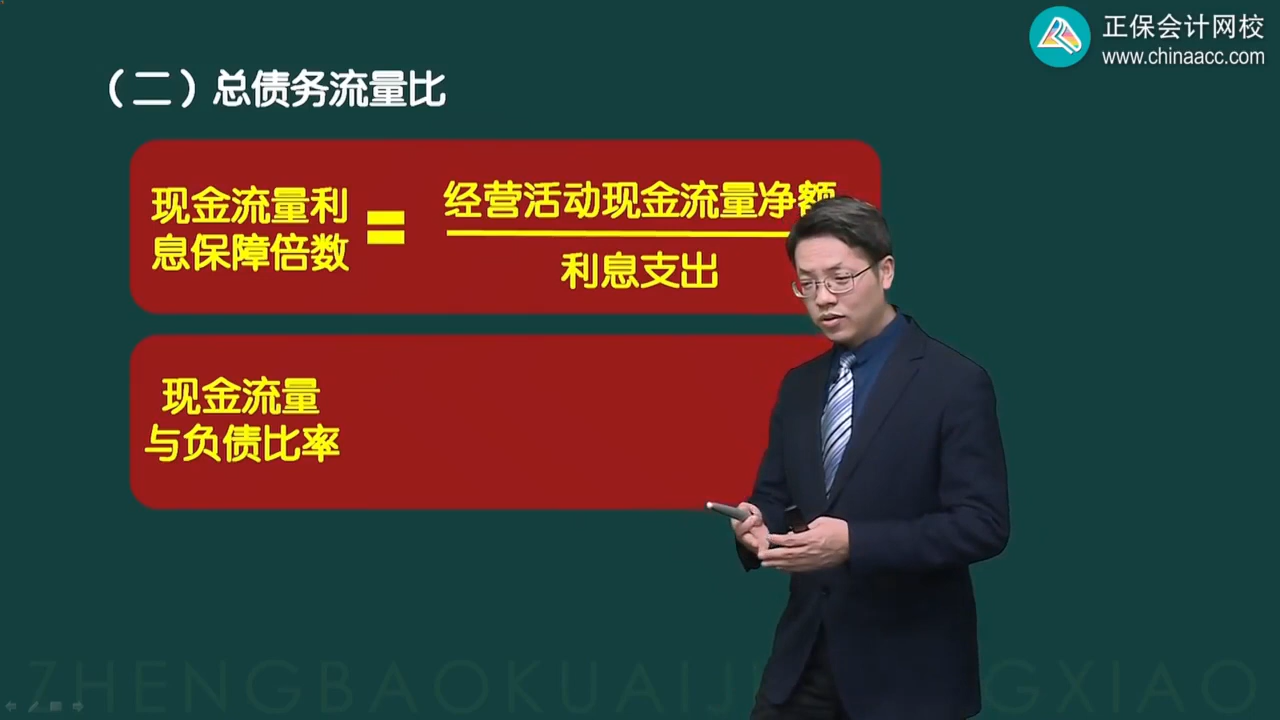 正保会计网校
www.chinaacc.com
（二）总债务流量比
现金流量利
息保障倍数
=
经营活动现金流量净额
利息支出
现金流量
与负债比率